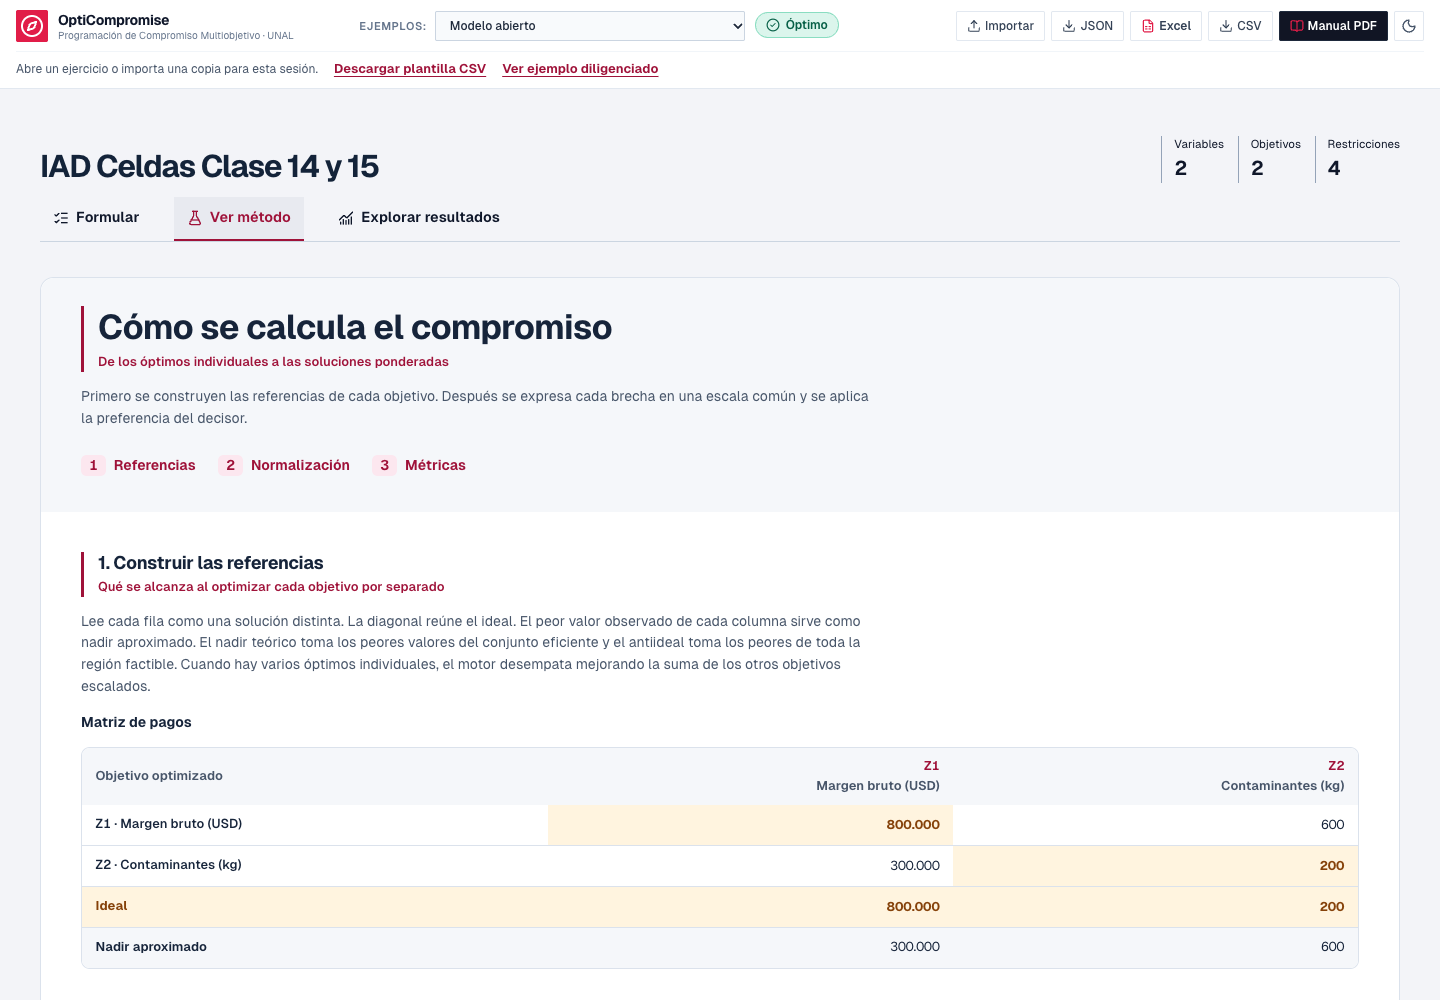 OptiCompromise
Programación de Compromiso Multiobjetivo · UNAL
EJEMPLOS:
Modelo abierto
Óptimo
Importar
JSON
Excel
CSV
Manual PDF
Abre un ejercicio o importa una copia para esta sesión.
Descargar plantilla CSV
Ver ejemplo diligenciado
IAD Celdas Clase 14 y 15
Variables
2
Objetivos
2
Restricciones
4
Formular
Ver método
Explorar resultados
Cómo se calcula el compromiso
De los óptimos individuales a las soluciones ponderadas
Primero se construyen las referencias de cada objetivo. Después se expresa cada brecha en una escala común y se aplica
la preferencia del decisor.
1 Referencias
2 Normalización
3 Métricas
1. Construir las referencias
Qué se alcanza al optimizar cada objetivo por separado
Lee cada fila como una solución distinta. La diagonal reúne el ideal. El peor valor observado de cada columna sirve como
nadir aproximado. El nadir teórico toma los peores valores del conjunto eficiente y el antiideal toma los peores de toda la
región factible. Cuando hay varios óptimos individuales, el motor desempata mejorando la suma de los otros objetivos
escalados.
Matriz de pagos
Objetivo optimizado
Z1
Margen bruto (USD)
Z2
Contaminantes (kg)
Z1 · Margen bruto (USD) 800.000 600
Z2 · Contaminantes (kg) 300.000 200
Ideal 800.000 200
Nadir aproximado 300.000 600